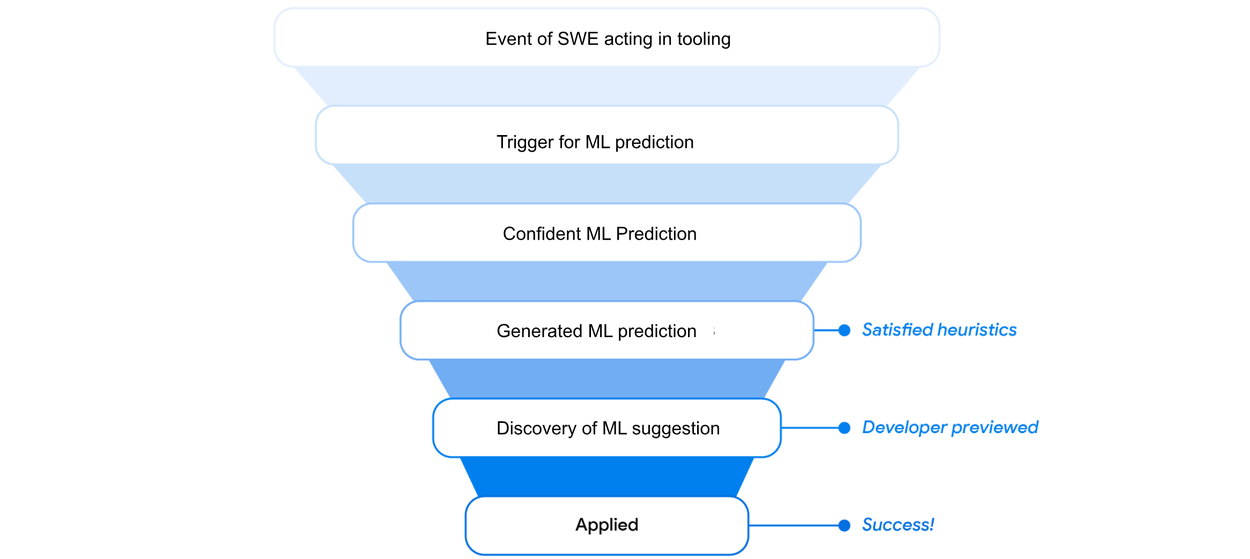 Event of SWE acting in tooling
Trigger for ML prediction
Confident ML Prediction
Generated ML prediction
Satisfied heuristics
Discovery of ML suggestion
Developer previewed
Applied
Success!